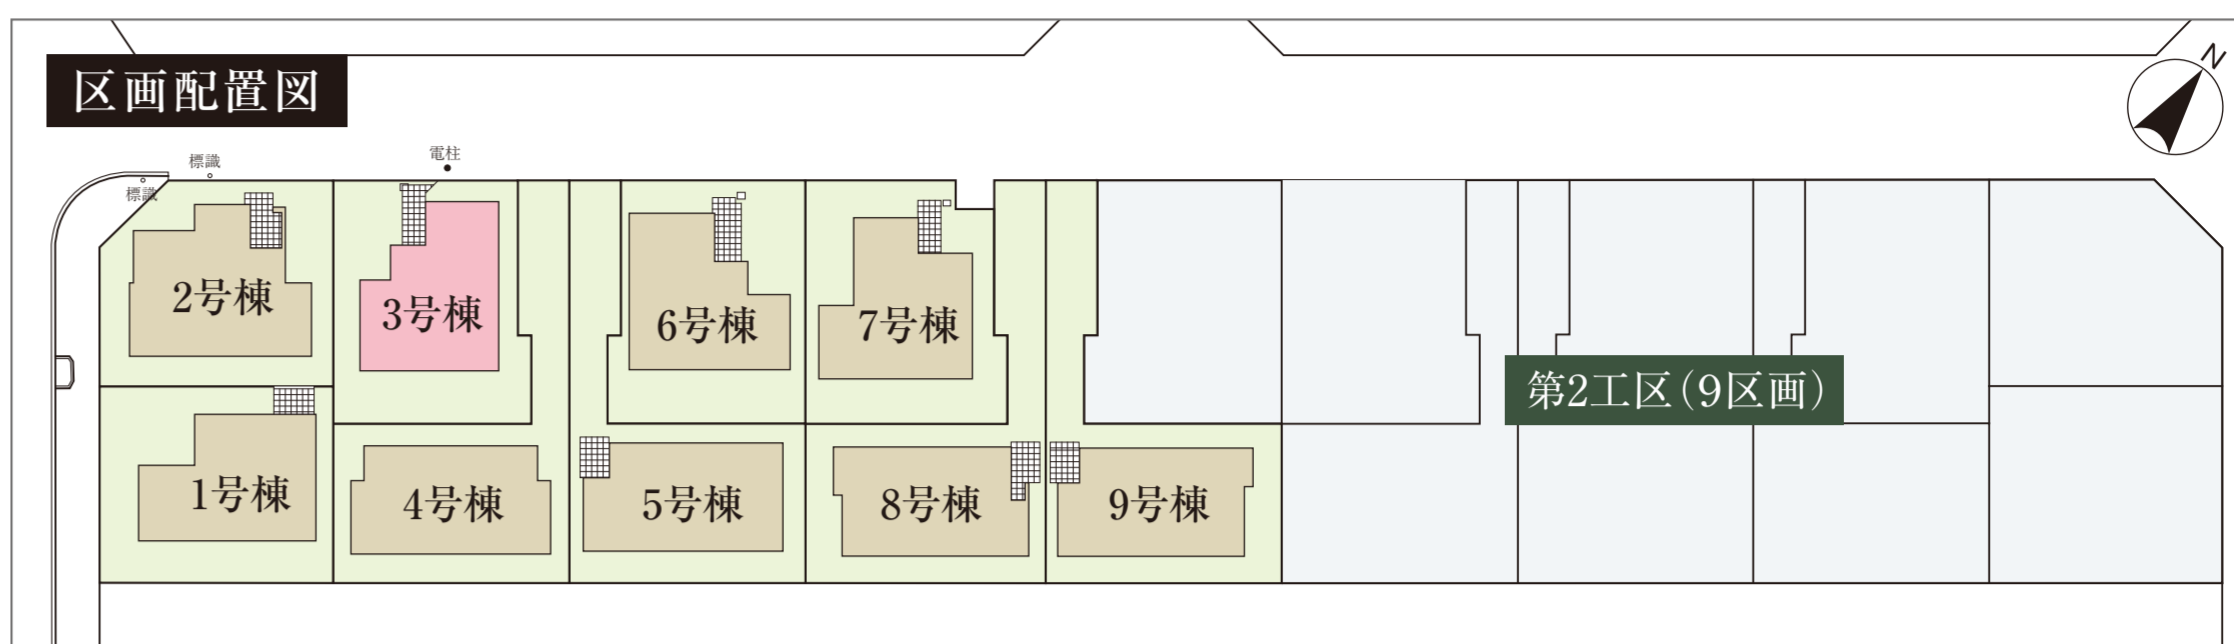 区画配置図
N
標識
標識
電柱
2号棟
3号棟
6号棟
7号棟
第2工区(9区画)
1号棟
4号棟
5号棟
8号棟
9号棟